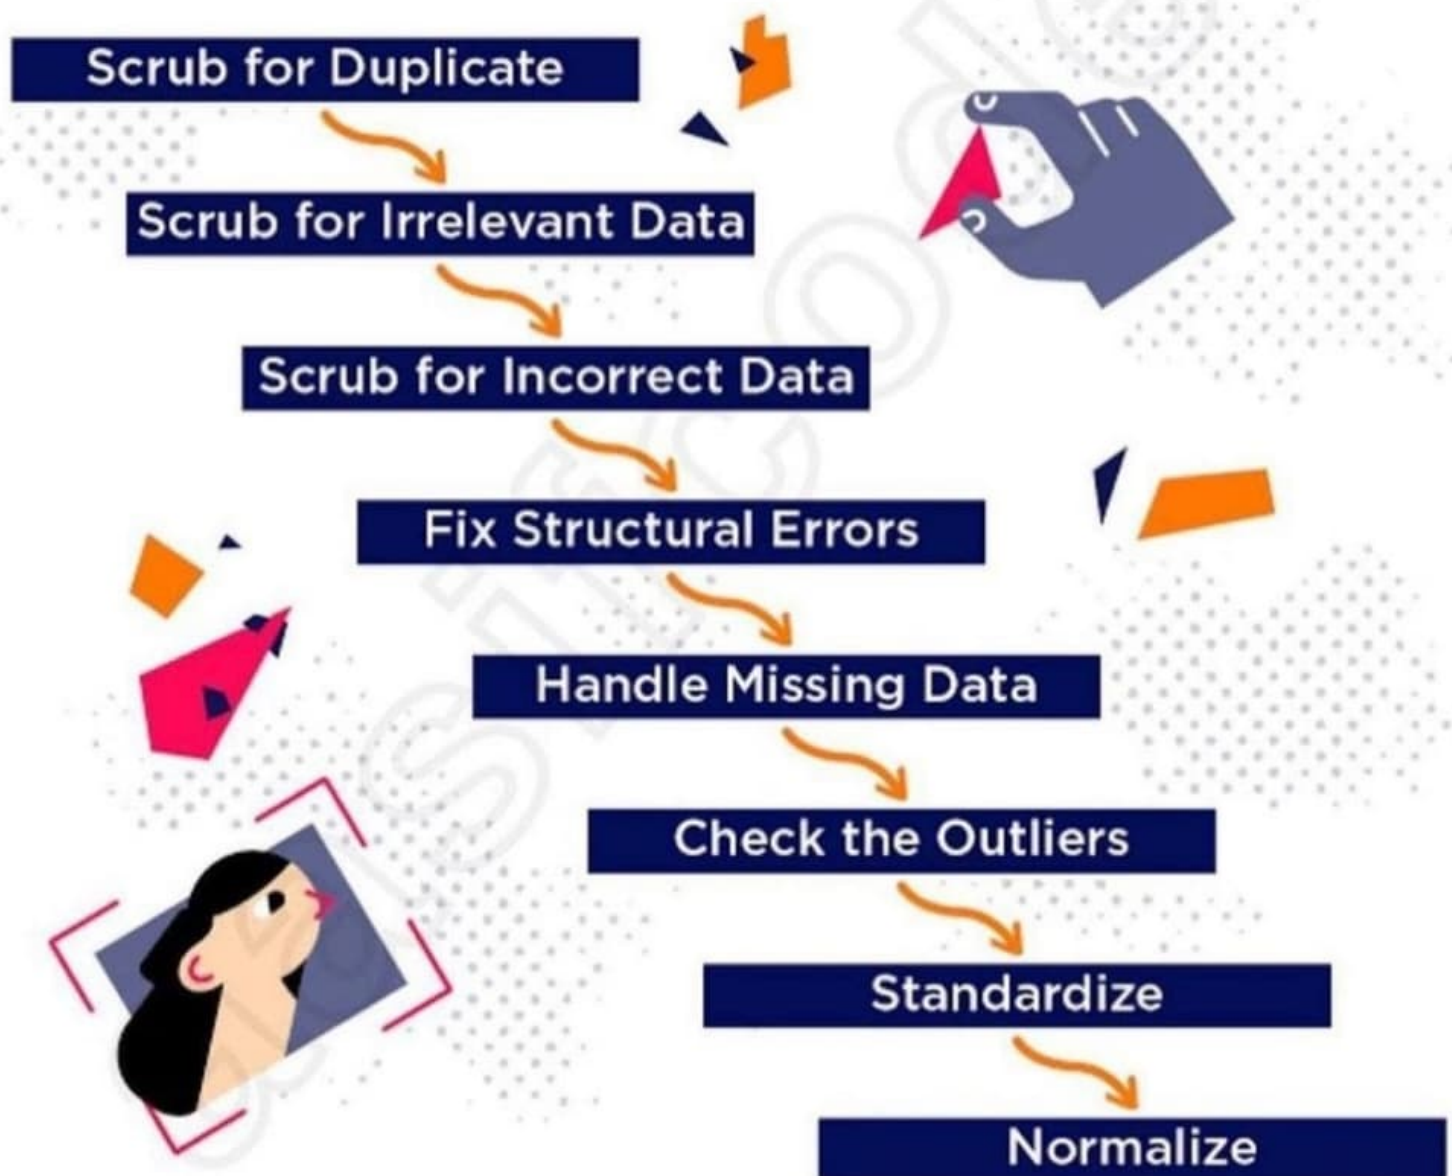 Scrub for Duplicate
Scrub for Irrelevant Data
Scrub for Incorrect Data
Fix Structural Errors
Handle Missing Data
Check the Outliers
Standardize
Normalize